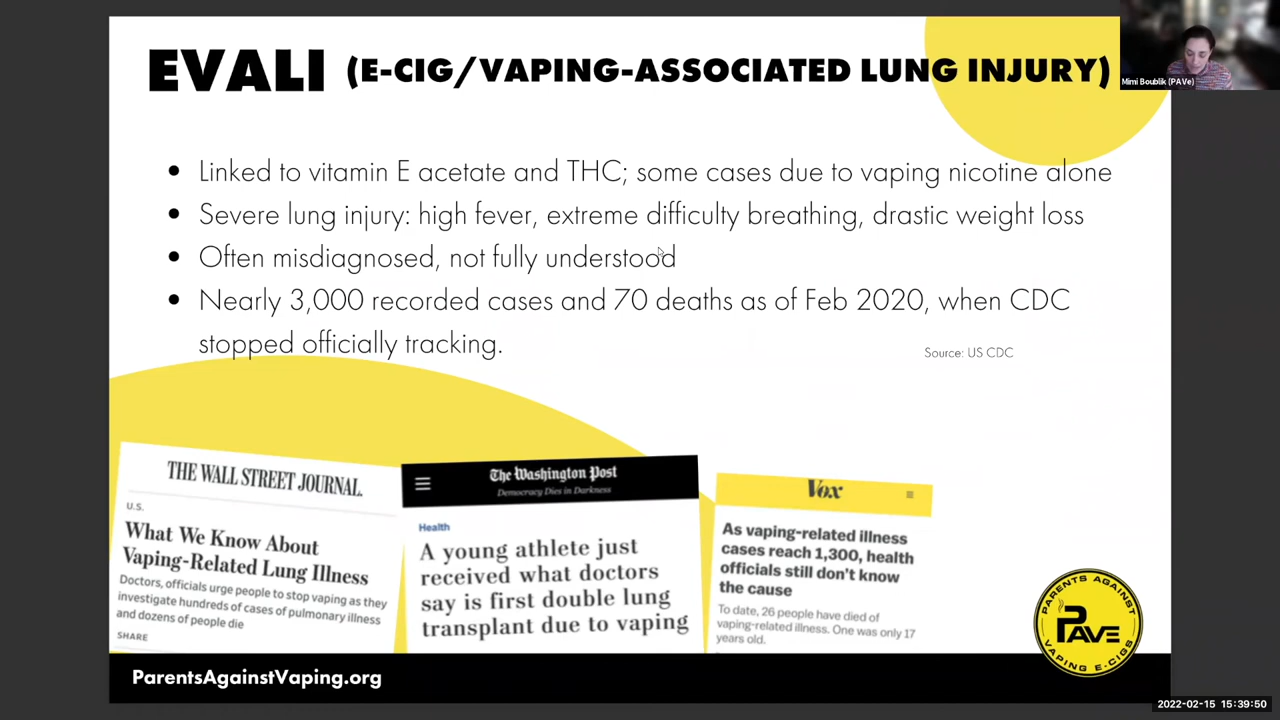 EVALI (E-CIG/VAPING-ASSOCIATED LUNG INJURY)
Mimi Boublik (PAVe)
• Linked to vitamin E acetate and THC; some cases due to vaping nicotine alone
• Severe lung injury: high fever, extreme difficulty breathing, drastic weight loss
• Often misdiagnosed, not fully understood
• Nearly 3,000 recorded cases and 70 deaths as of Feb 2020, when CDC
stopped officially tracking.
Source: US CDC
THE WALL STREET JOURNAL.
U.S.
What We Know About
Vaping-Related Lung Illness
Doctors, officials urge people to stop vaping as they
investigate hundreds of cases of pulmonary illness
and dozens of people die
SHARE
The Washington Post
Democracy Dies in Darkness
Health
A young athlete just
received what doctors
say is first double lung
transplant due to vaping
Vox
As vaping-related illness
cases reach 1,300, health
officials still don't know
the cause
To date, 26 people have died of
vaping-related illness. One was only 17
years old.
PARENTS AGAINST
PAVE
VAPING E-CIGS
ParentsAgainstVaping.org
2022-02-15 15:39:50